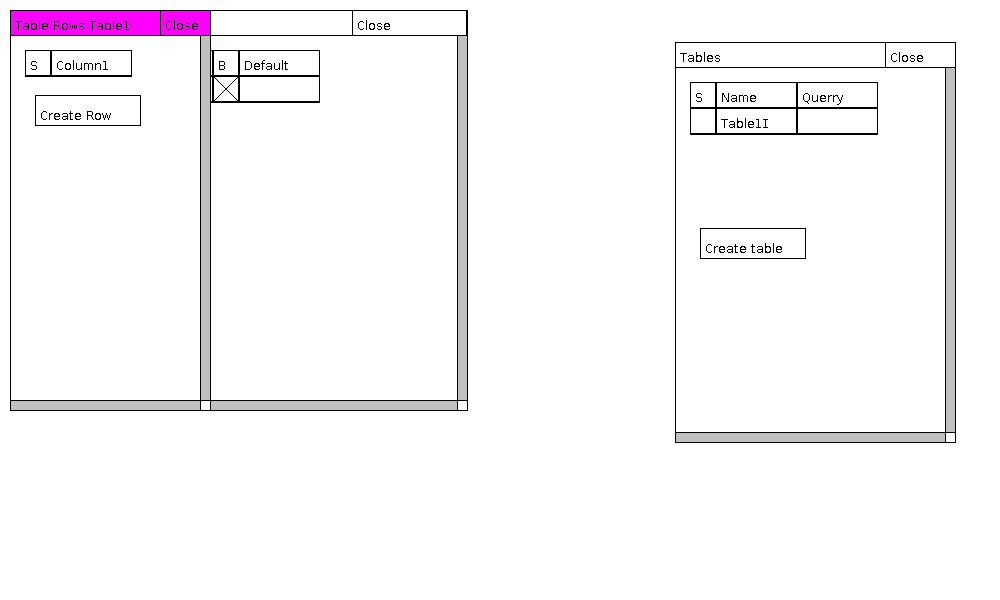 Table Rows Table1 Close
Close
S Column1
B Default
Create Row
Tables Close
S Name Querry
Table1I
Create table